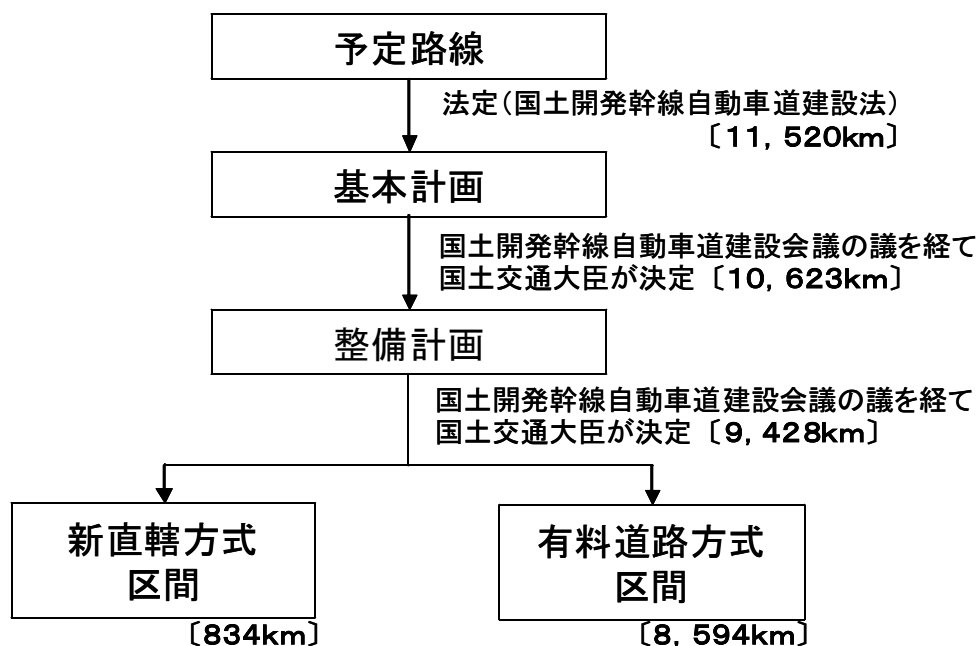 予定路線
法定（国土開発幹線自動車道建設法）
〔11，520km〕
基本計画
国土開発幹線自動車道建設会議の議を経て
国土交通大臣が決定〔10，623km〕
整備計画
国土開発幹線自動車道建設会議の議を経て
国土交通大臣が決定〔9，428km〕
新直轄方式
区間
〔834km〕
有料道路方式
区間
〔8，594km〕